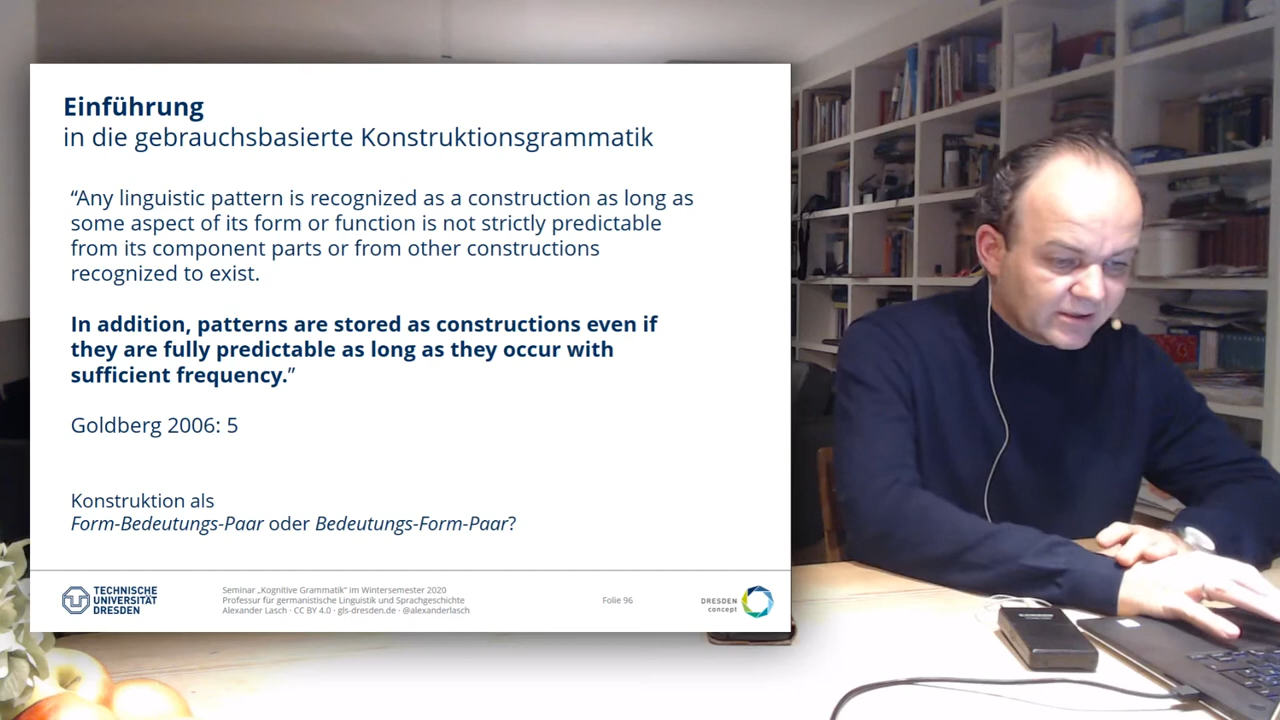 Einführung
in die gebrauchsbasierte Konstruktionsgrammatik
“Any linguistic pattern is recognized as a construction as long as
some aspect of its form or function is not strictly predictable
from its component parts or from other constructions
recognized to exist.
In addition, patterns are stored as constructions even if
they are fully predictable as long as they occur with
sufficient frequency.”
Goldberg 2006: 5
Konstruktion als
Form-Bedeutungs-Paar oder Bedeutungs-Form-Paar?
TECHNISCHE
UNIVERSITÄT
DRESDEN
Seminar „Kognitive Grammatik“ im Wintersemester 2020
Professur für germanistische Linguistik und Sprachgeschichte
Alexander Lasch · CC BY 4.0 · gls-dresden.de · @alexanderlasch
Folie 96
DRESDEN
concept